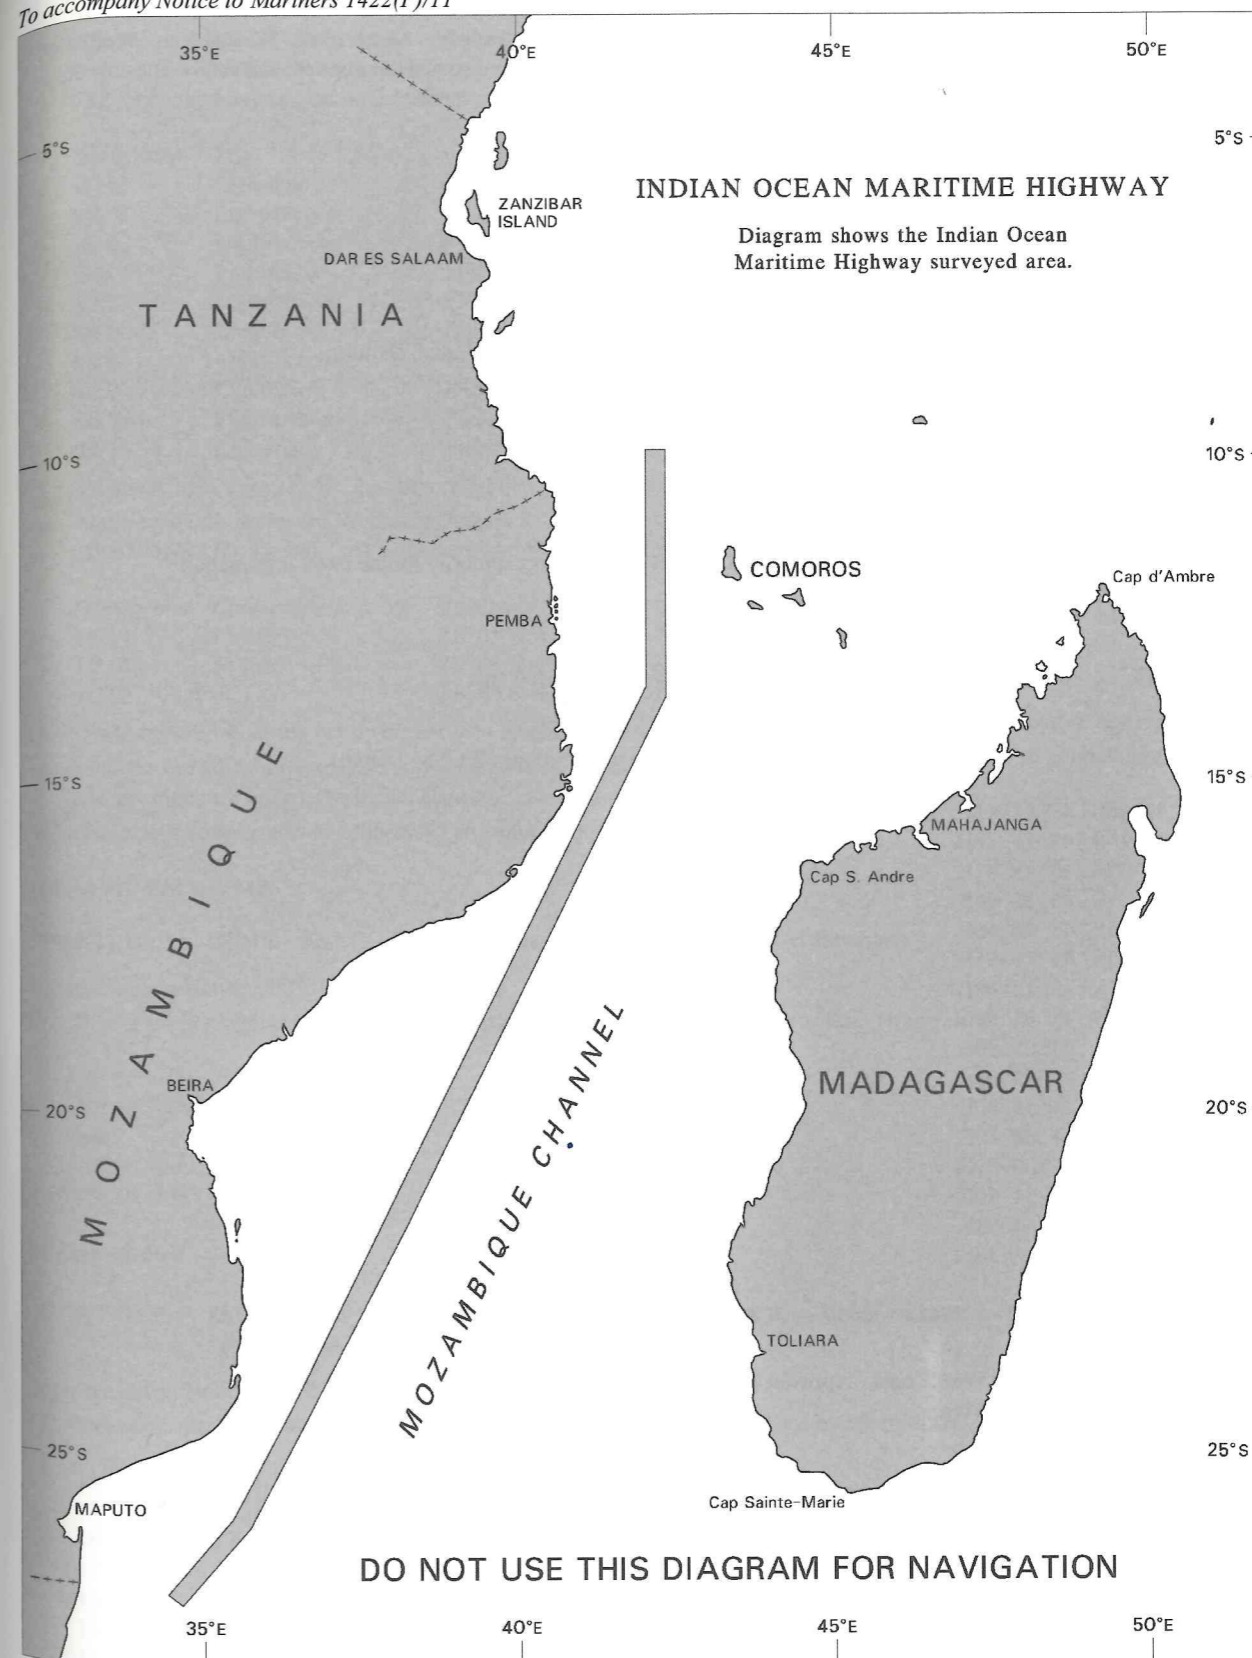 To accompany Notice to Mariners 1422(P)/11
35°E
40°E
45°E
50°E
5°S
5°S
INDIAN OCEAN MARITIME HIGHWAY
ZANZIBAR
ISLAND
Diagram shows the Indian Ocean
Maritime Highway surveyed area.
DAR ES SALAAM
TANZANIA
10°S
10°S
COMOROS
Cap d'Ambre
PEMBA
MOZAMBIQUE
15°S
15°S
MAHAJANGA
Cap S. Andre
MOZAMBIQUE CHANNEL
MADAGASCAR
BEIRA
20°S
20°S
TOLIARA
25°S
25°S
Cap Sainte-Marie
MAPUTO
DO NOT USE THIS DIAGRAM FOR NAVIGATION
35°E
40°E
45°E
50°E